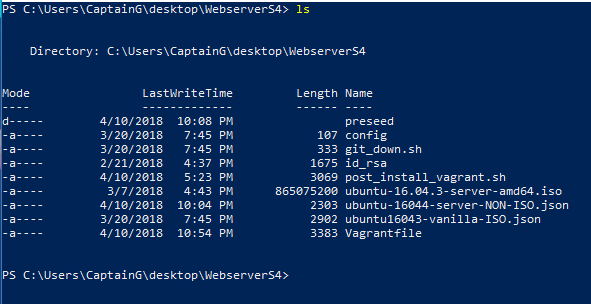 PS C:\Users\CaptainG\desktop\WebserverS4> ls
Directory: C:\Users\CaptainG\desktop\WebserverS4
Mode LastWriteTime Length Name
---- ------------- ------ ----
d----- 4/10/2018 10:08 PM preseed
-a---- 3/20/2018 7:45 PM 107 config
-a---- 3/20/2018 7:45 PM 333 git_down.sh
-a---- 2/21/2018 4:37 PM 1675 id_rsa
-a---- 4/10/2018 5:23 PM 3069 post_install_vagrant.sh
-a---- 3/7/2018 4:43 PM 865075200 ubuntu-16.04.3-server-amd64.iso
-a---- 4/10/2018 10:04 PM 2303 ubuntu-16044-server-NON-ISO.json
-a---- 3/20/2018 7:45 PM 2902 ubuntu16043-vanilla-ISO.json
-a---- 4/10/2018 10:54 PM 3383 Vagrantfile
PS C:\Users\CaptainG\desktop\WebserverS4>